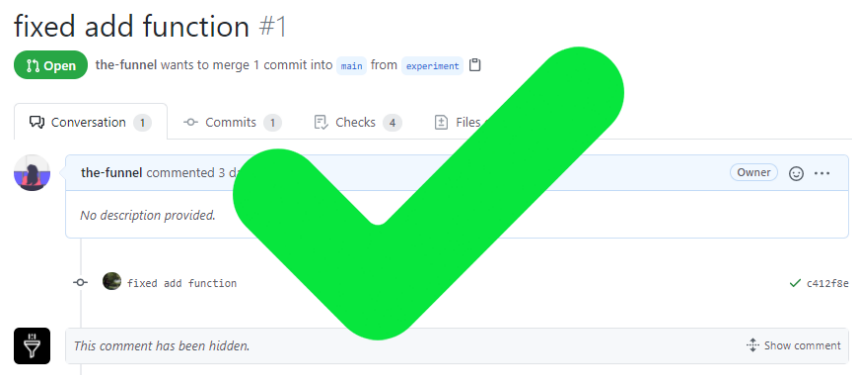 fixed add function #1
Open the-funnel wants to merge 1 commit into main from experiment
Conversation 1 Commits 1 Checks 4 Files
the-funnel commented 3 Owner
No description provided.
fixed add function c412f8e
This comment has been hidden. Show comment